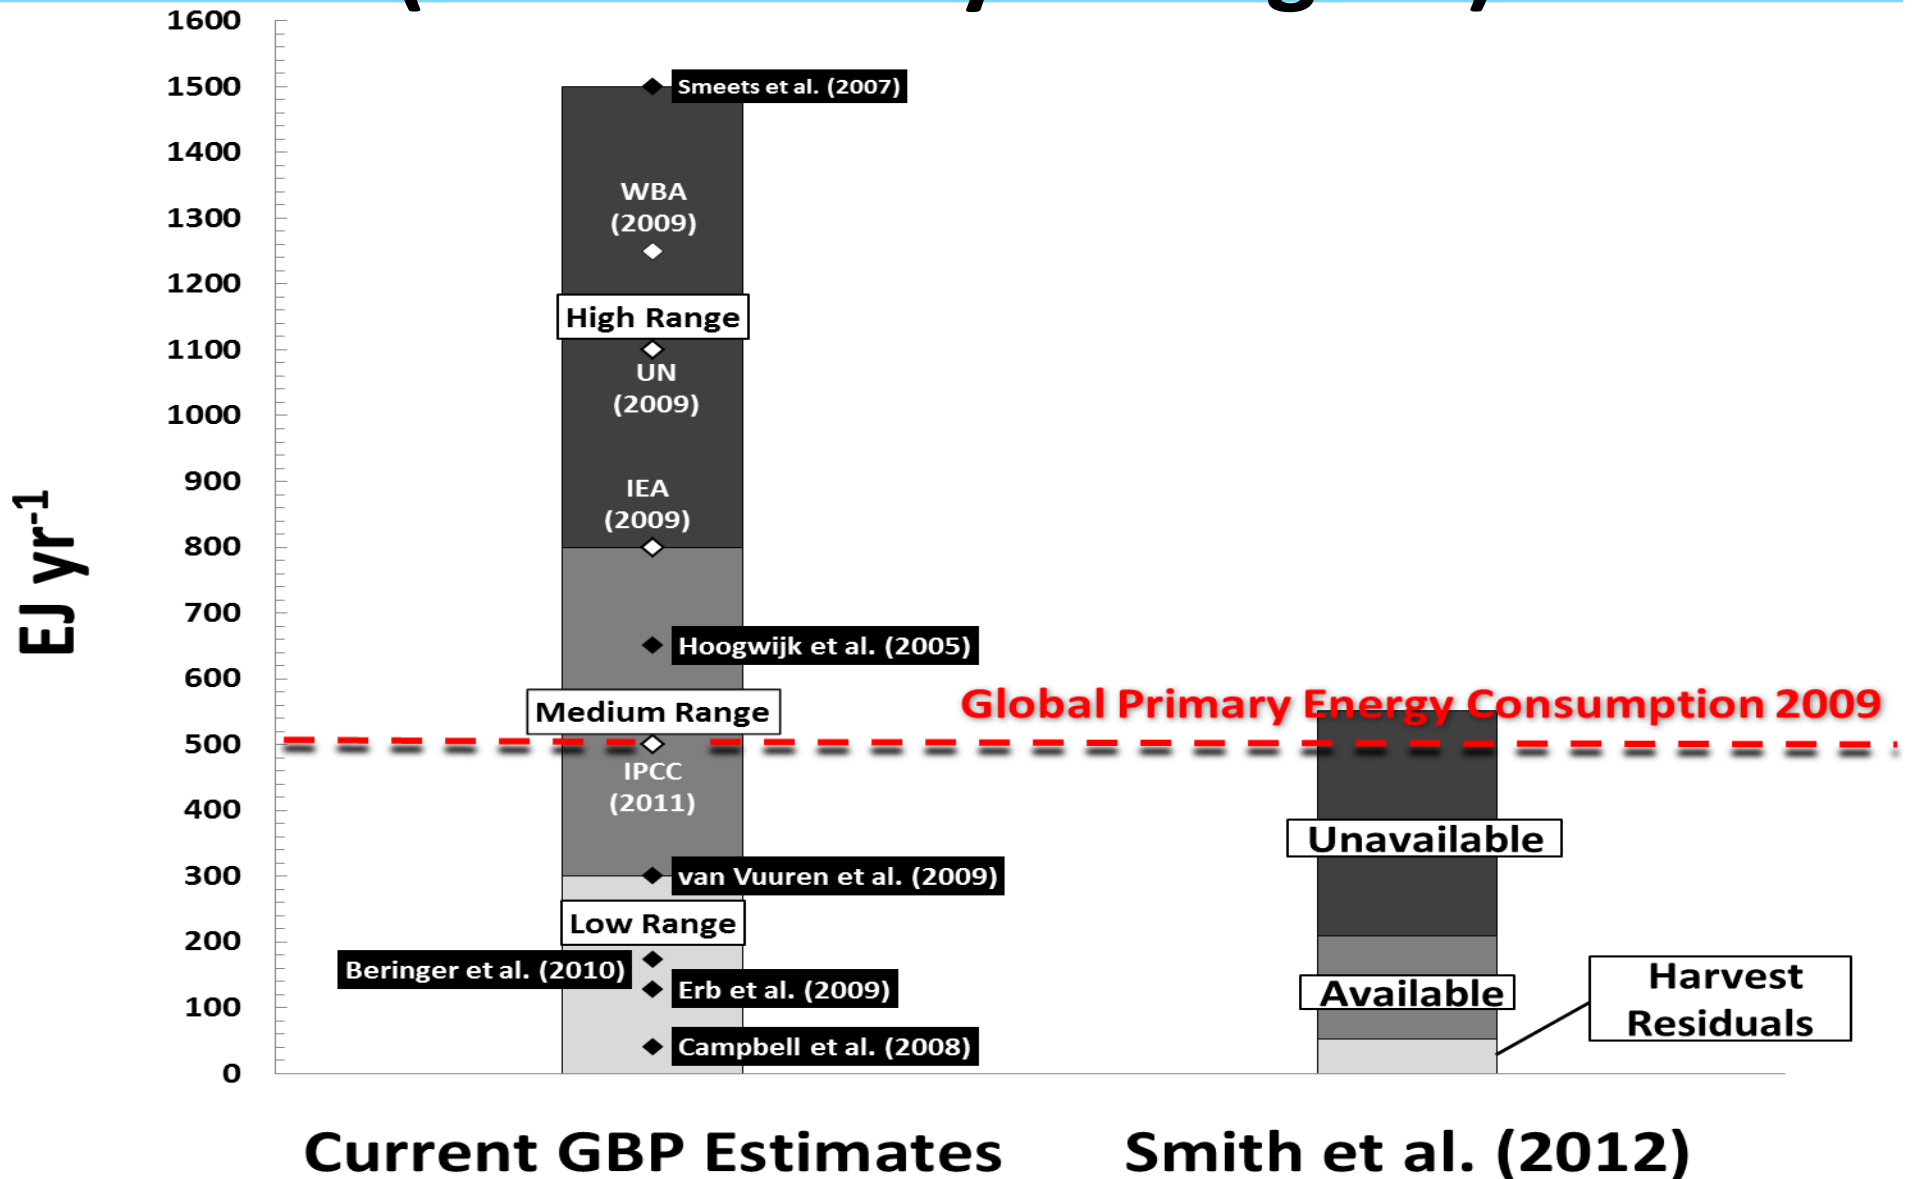 1600
1500
1400
1300
1200
1100
1000
900
800
700
600
500
400
300
200
100
0
EJ yr-1
Smeets et al. (2007)
WBA
(2009)
High Range
UN
(2009)
IEA
(2009)
Hoogwijk et al. (2005)
Medium Range
IPCC
(2011)
van Vuuren et al. (2009)
Low Range
Beringer et al. (2010)
Erb et al. (2009)
Campbell et al. (2008)
Global Primary Energy Consumption 2009
Unavailable
Available
Harvest
Residuals
Current GBP Estimates
Smith et al. (2012)